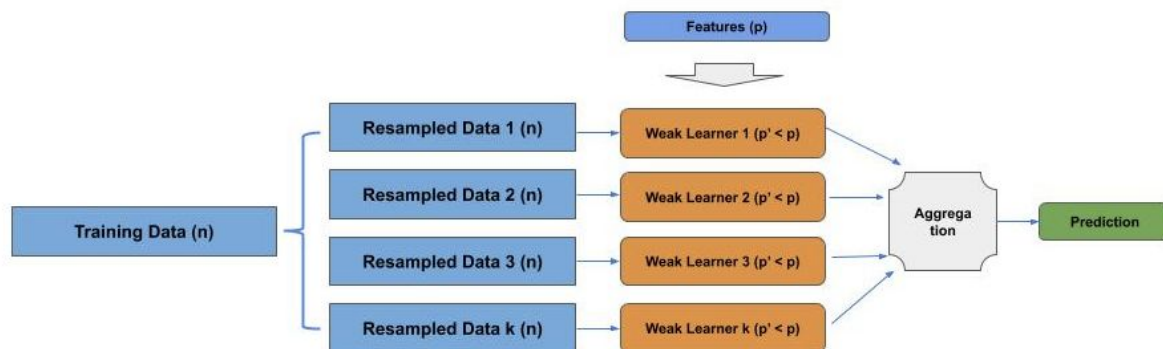 Features (p)
Resampled Data 1 (n)
Weak Learner 1 (p' < p)
Resampled Data 2 (n)
Weak Learner 2 (p' < p)
Training Data (n)
Aggrega
tion
Prediction
Resampled Data 3 (n)
Weak Learner 3 (p' < p)
Resampled Data k (n)
Weak Learner k (p' < p)